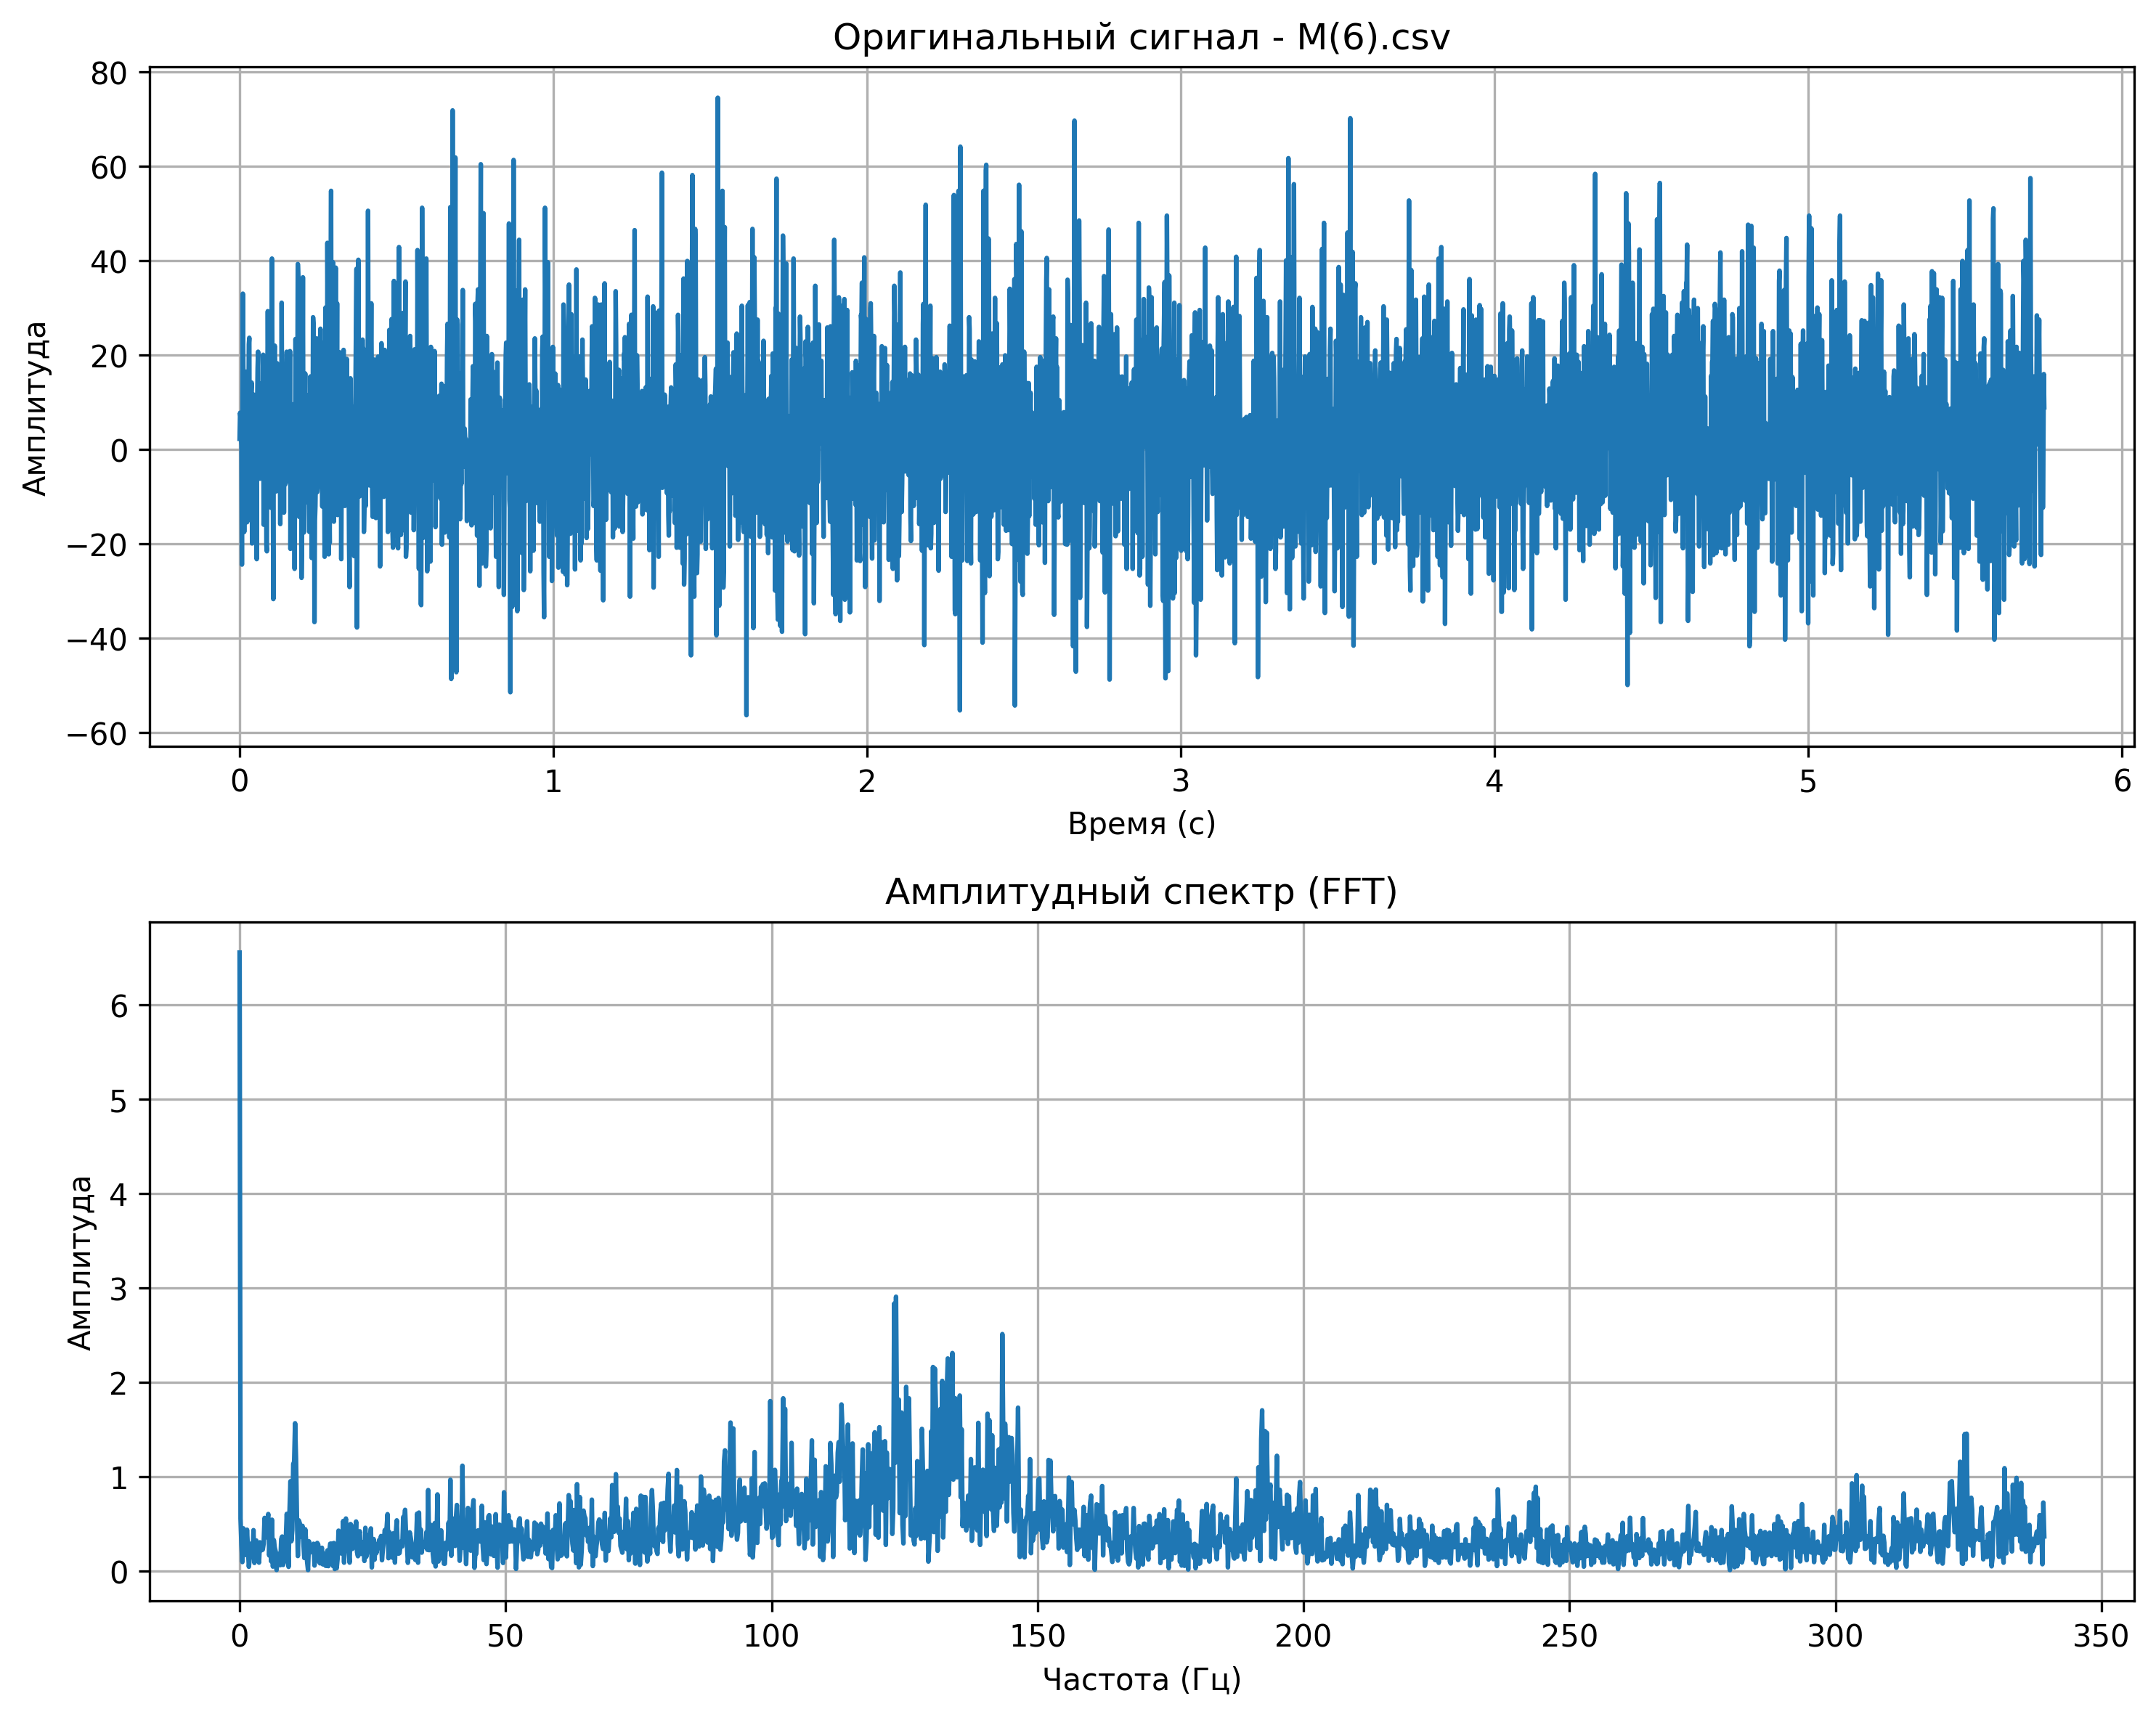 Оригинальный сигнал - M(6).csv
80
60
40
20
0
−20
−40
−60
Амплитуда
0 1 2 3 4 5 6
Время (с)
Амплитудный спектр (FFT)
6
5
4
3
2
1
0
Амплитуда
0 50 100 150 200 250 300 350
Частота (Гц)